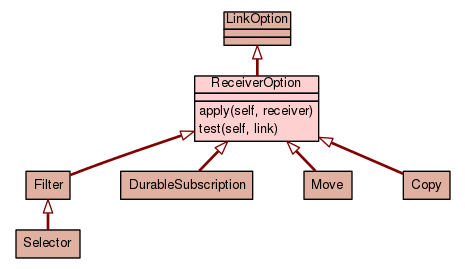 LinkOption
ReceiverOption
apply(self, receiver)
test(self, link)
Filter
DurableSubscription
Move
Copy
Selector